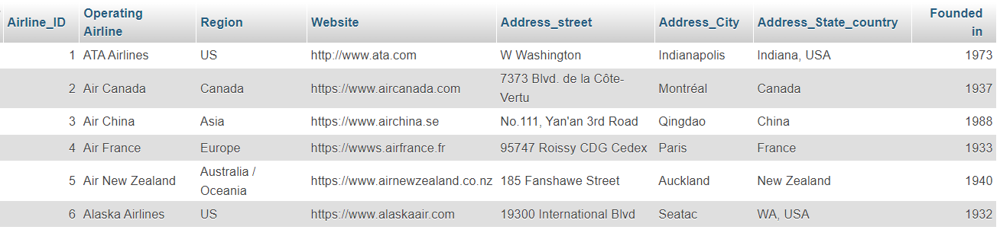 Airline_ID Operating Airline Region Website Address_street Address_City Address_State_country Founded in
1 ATA Airlines US http://www.ata.com W Washington Indianapolis Indiana, USA 1973
2 Air Canada Canada https://www.aircanada.com 7373 Blvd. de la Côte-Vertu Montréal Canada 1937
3 Air China Asia https://www.airchina.se No.111, Yan'an 3rd Road Qingdao China 1988
4 Air France Europe https://wwws.airfrance.fr 95747 Roissy CDG Cedex Paris France 1933
5 Air New Zealand Australia / Oceania https://www.airnewzealand.co.nz 185 Fanshawe Street Auckland New Zealand 1940
6 Alaska Airlines US https://www.alaskaair.com 19300 International Blvd Seatac WA, USA 1932